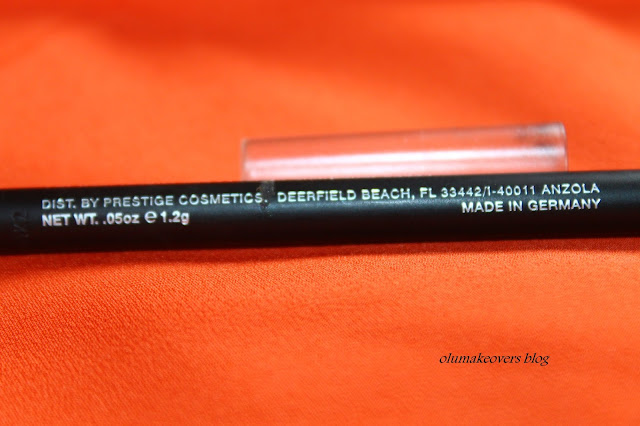 DIST. BY PRESTIGE COSMETICS, DEERFIELD BEACH, FL 33442/I-40011 ANZOLA
NET WT. .05oz ℮ 1.2g MADE IN GERMANY
olumakeovers blog